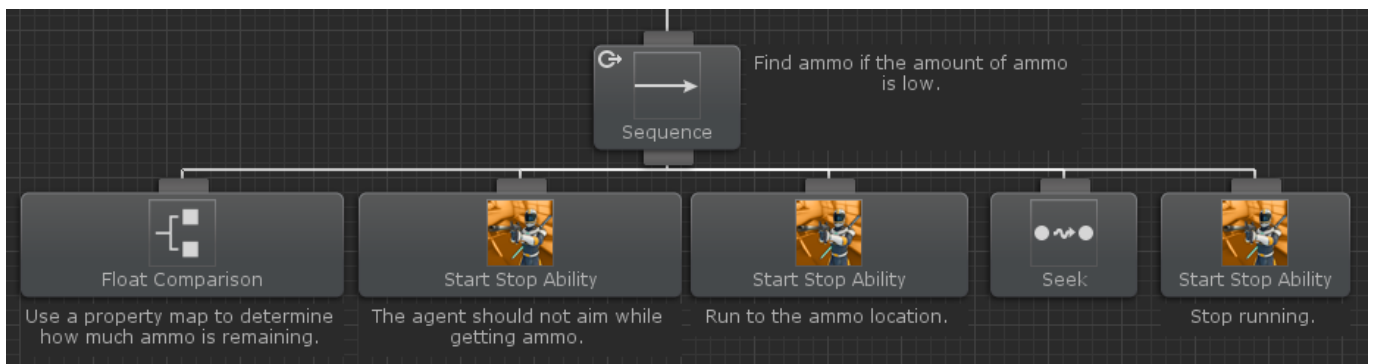 Find ammo if the amount of ammo
is low.
Sequence
Float Comparison
Start Stop Ability
Start Stop Ability
Seek
Start Stop Ability
Use a property map to determine
how much ammo is remaining.
The agent should not aim while
getting ammo.
Run to the ammo location.
Stop running.